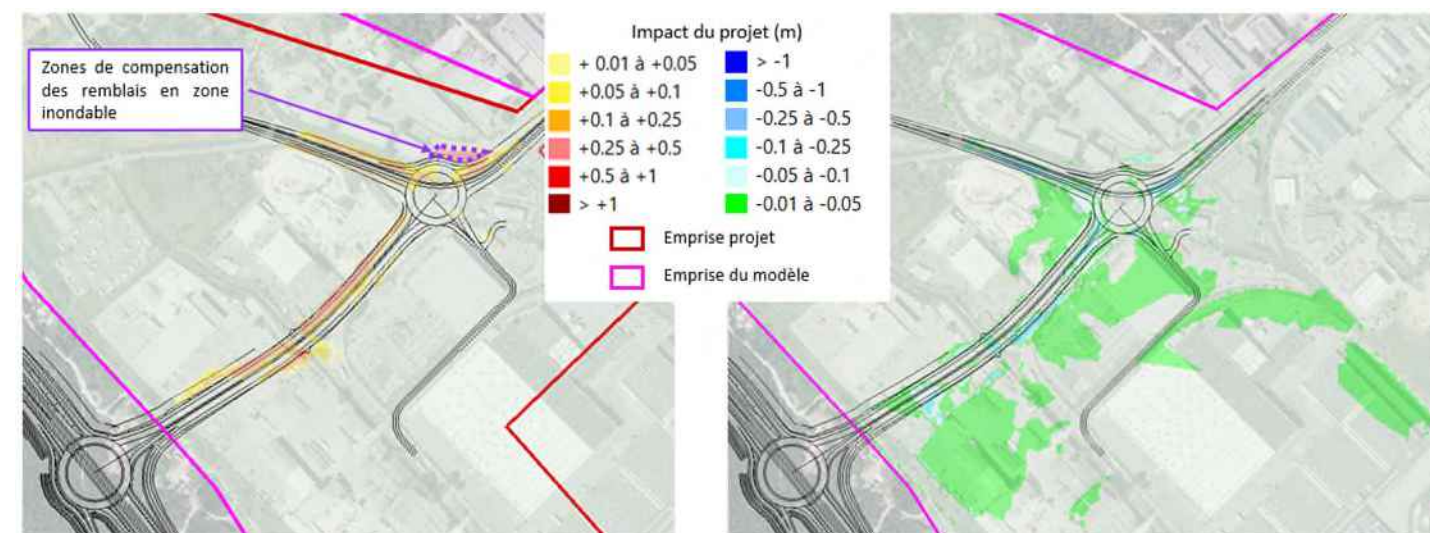 Zones de compensation
des remblais en zone
inondable
Impact du projet (m)
+ 0.01 à +0.05
+0.05 à +0.1
+0.1 à +0.25
+0.25 à +0.5
+0.5 à +1
> +1
> -1
-0.5 à -1
-0.25 à -0.5
-0.1 à -0.25
-0.05 à -0.1
-0.01 à -0.05
Emprise projet
Emprise du modèle